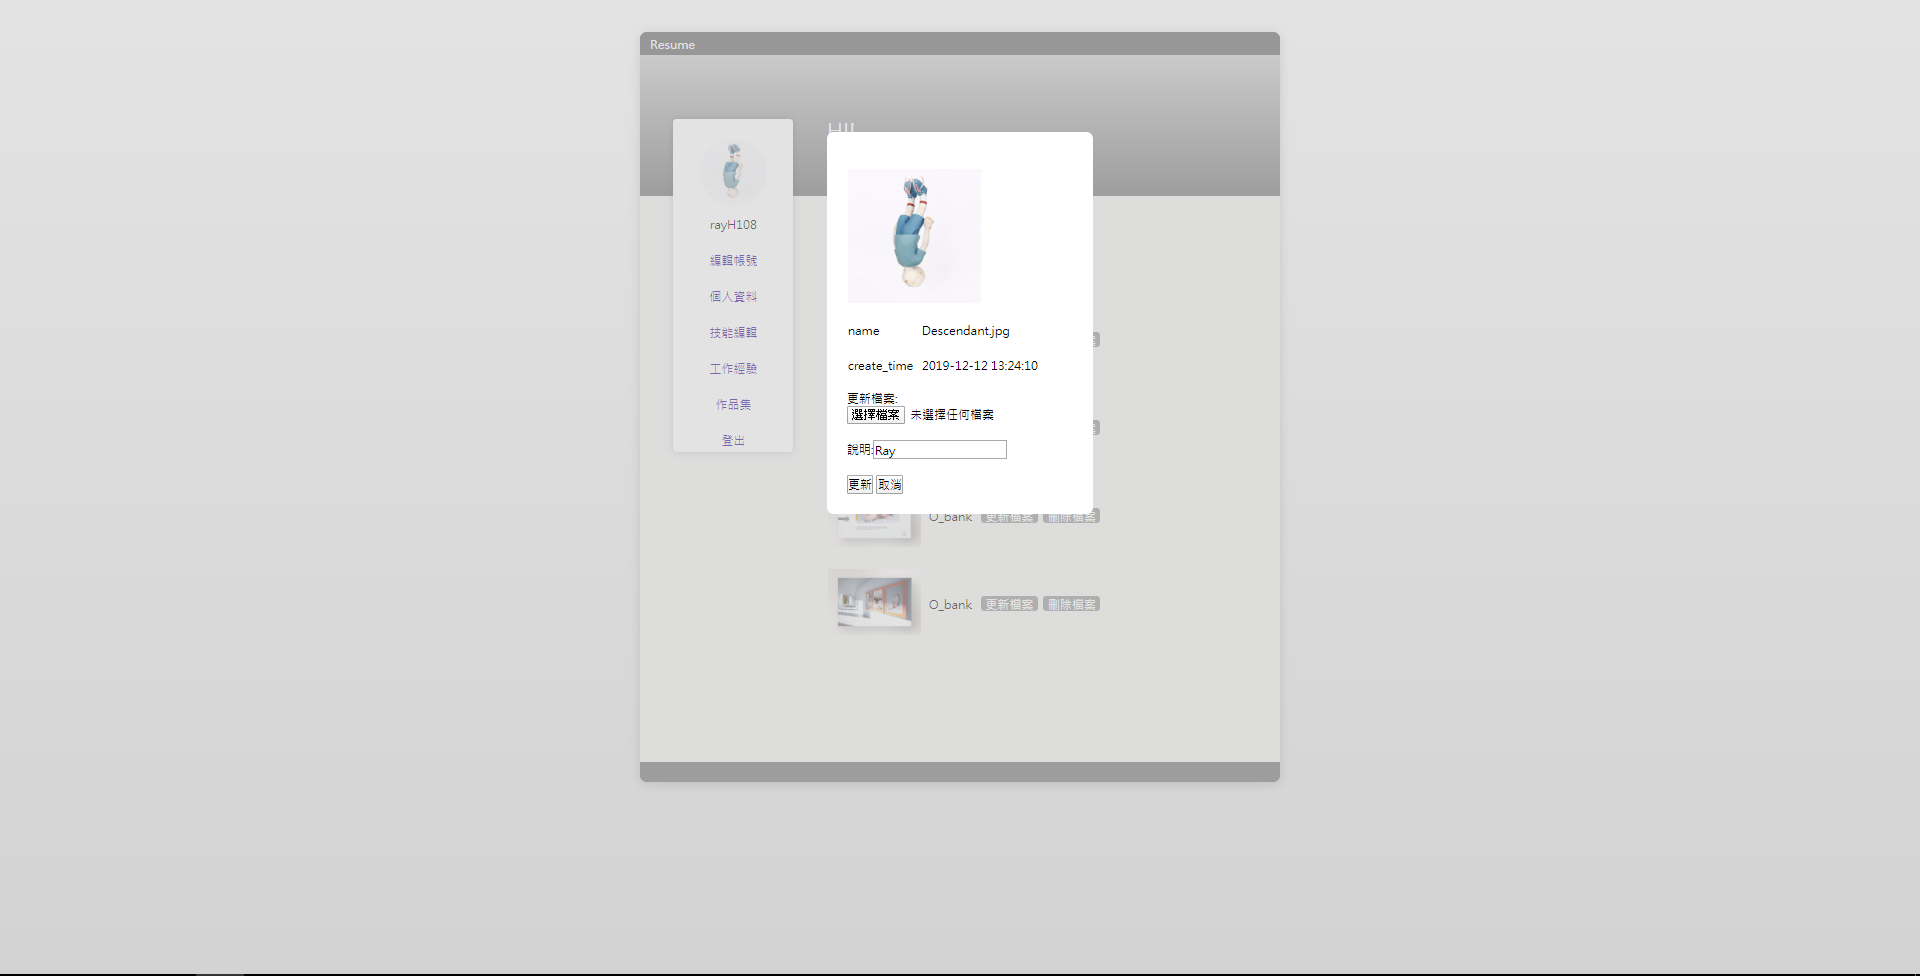 Resume
HI!
rayH108
編輯帳號
個人資料
技能編輯
工作經驗
作品集
登出
name Descendant.jpg
create_time 2019-12-12 13:24:10
更新檔案:
選擇檔案 未選擇任何檔案
說明:Ray
更新 取消
O_bank 更新檔案 刪除檔案
O_bank 更新檔案 刪除檔案